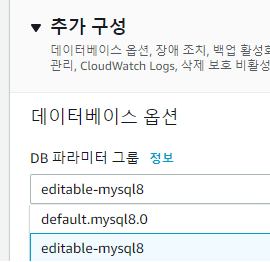 추가 구성
데이터베이스 옵션, 장애 조치, 백업 활성화
관리, CloudWatch Logs, 삭제 보호 비활성
데이터베이스 옵션
DB 파라미터 그룹 정보
editable-mysql8
default.mysql8.0
editable-mysql8